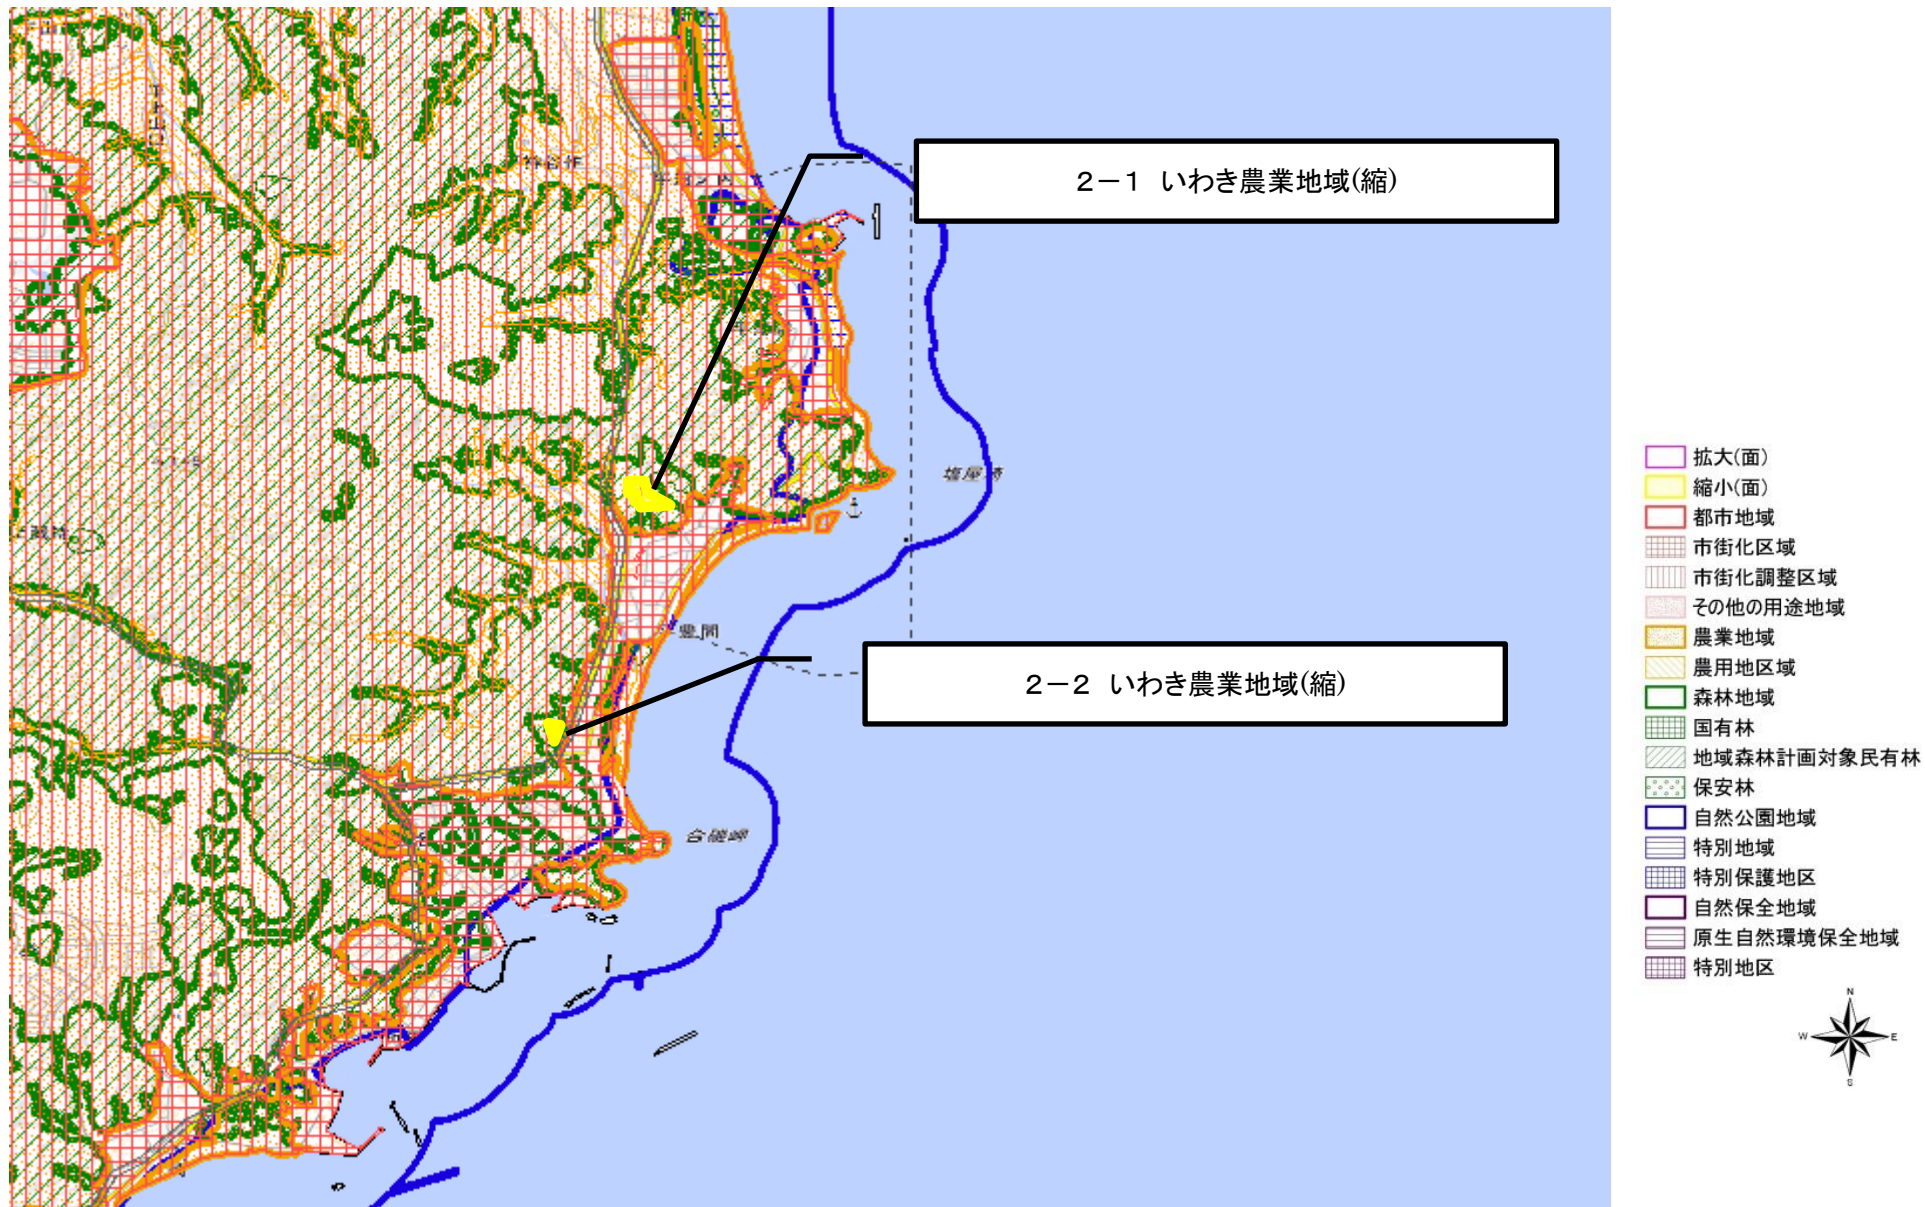 2-1 いわき農業地域(縮)
塩屋埼
豊間
2-2 いわき農業地域(縮)
合磯岬
拡大(面)
縮小(面)
都市地域
市街化区域
市街化調整区域
その他の用途地域
農業地域
農用地区域
森林地域
国有林
地域森林計画対象民有林
保安林
自然公園地域
特別地域
特別保護地区
自然保全地域
原生自然環境保全地域
特別地区
N
W E
S